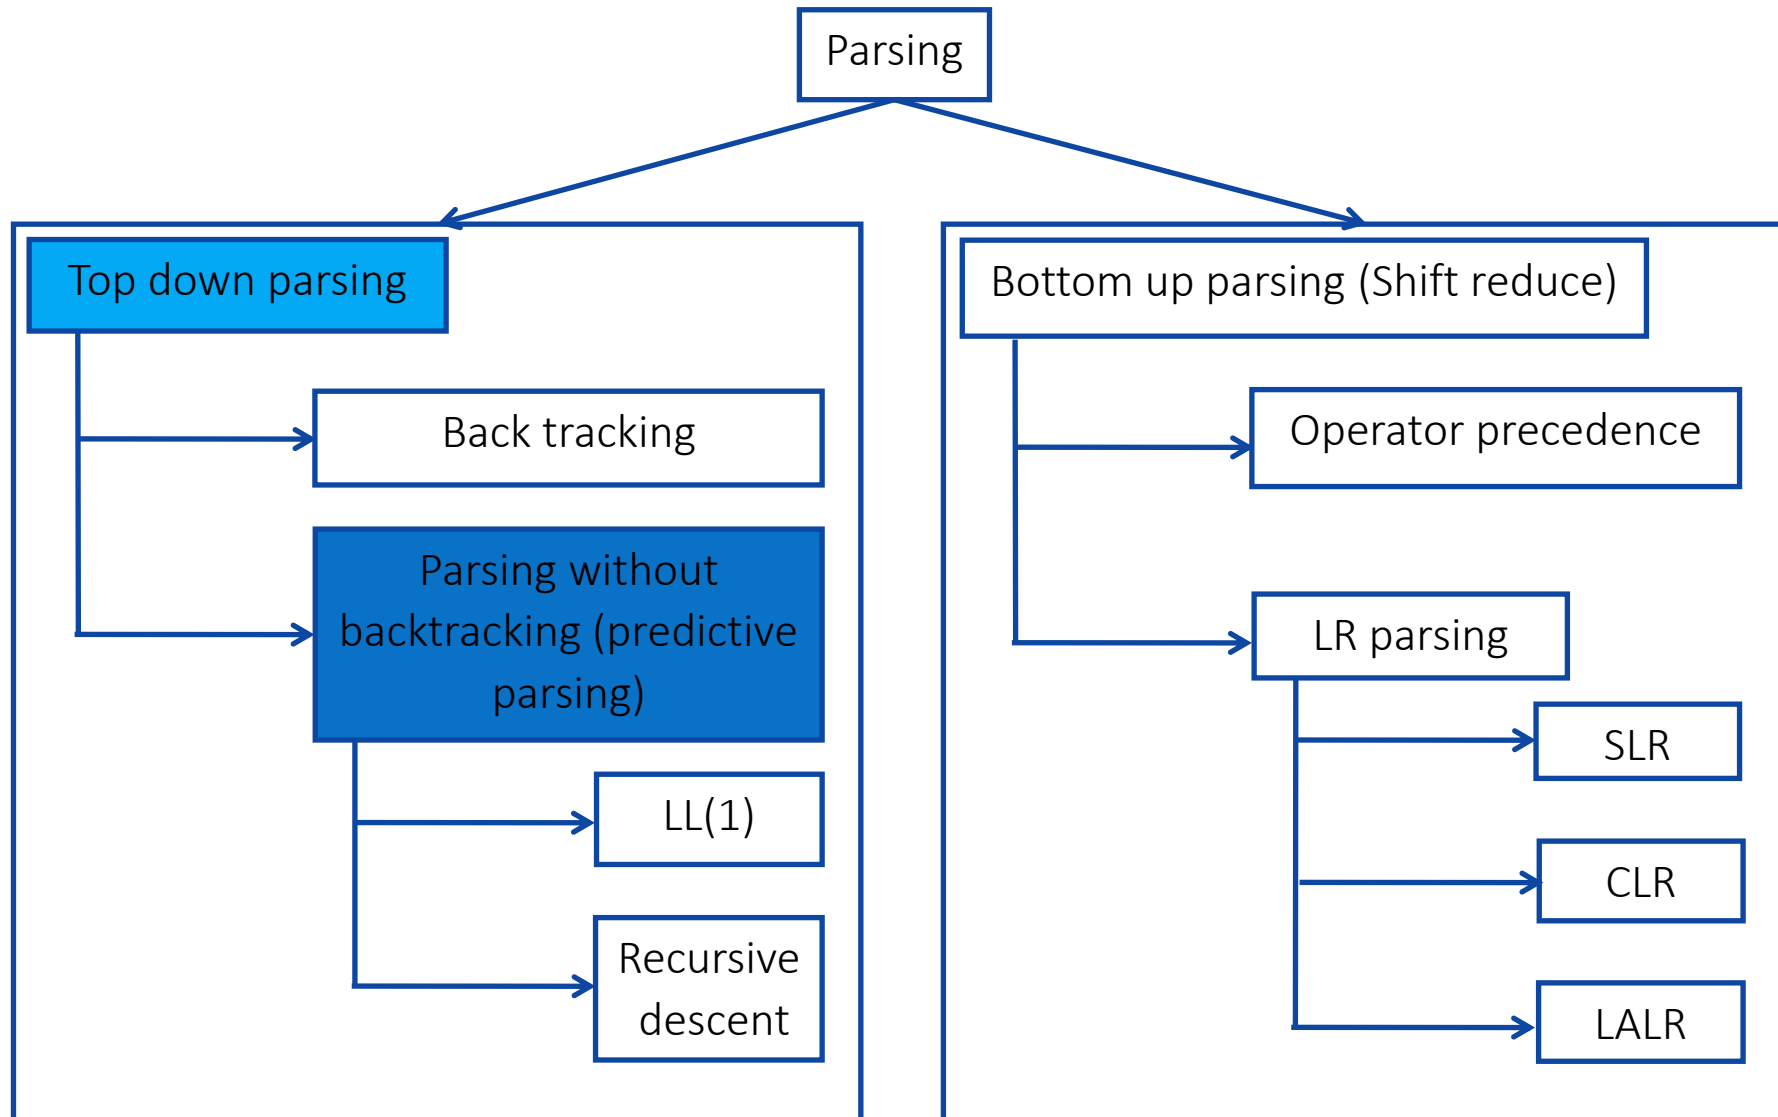 Parsing
Top down parsing
Back tracking
Parsing without
backtracking (predictive
parsing)
LL(1)
Recursive
descent
Bottom up parsing (Shift reduce)
Operator precedence
LR parsing
SLR
CLR
LALR